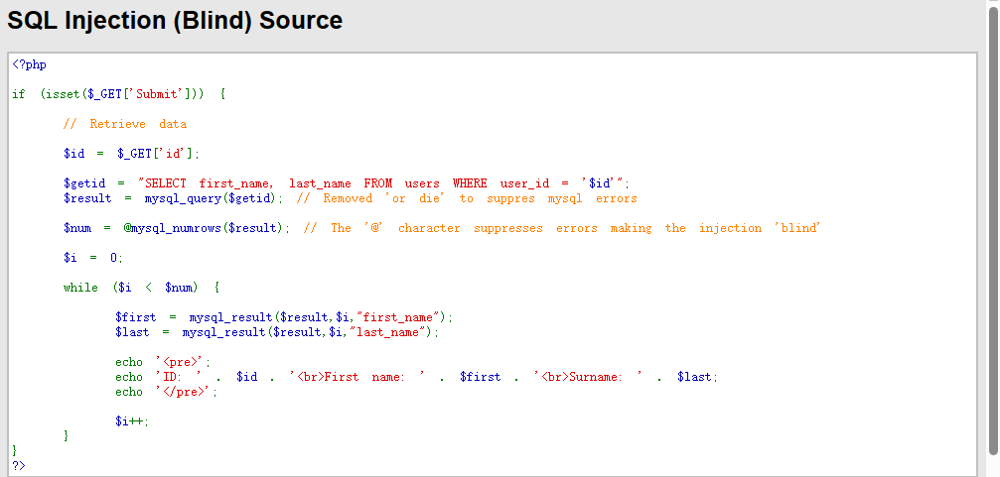 SQL Injection (Blind) Source
<?php
if (isset($_GET['Submit'])) {
// Retrieve data
$id = $_GET['id'];
$getid = "SELECT first_name, last_name FROM users WHERE user_id = '$id'";
$result = mysql_query($getid); // Removed 'or die' to suppres mysql errors
$num = @mysql_numrows($result); // The '@' character suppresses errors making the injection 'blind'
$i = 0;
while ($i < $num) {
$first = mysql_result($result,$i,"first_name");
$last = mysql_result($result,$i,"last_name");
echo '<pre>';
echo 'ID: ' . $id . '<br>First name: ' . $first . '<br>Surname: ' . $last;
echo '</pre>';
$i++;
}
}
?>